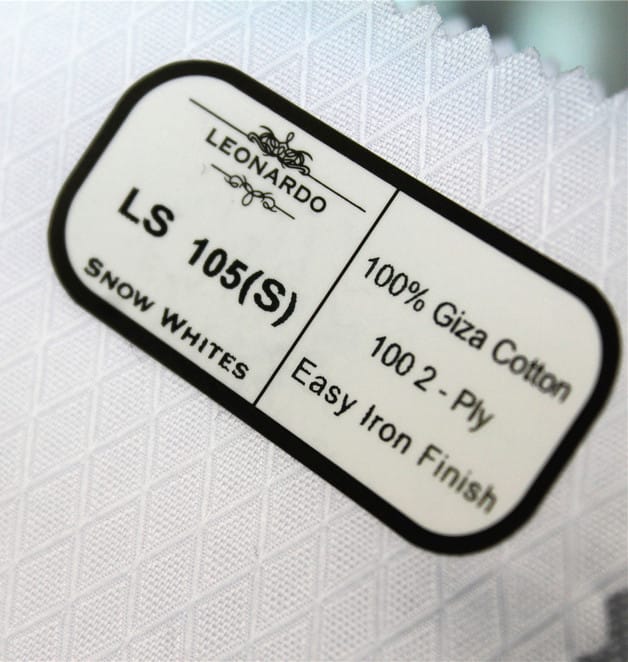 LEONARDO
LS 105(S)
SNOW WHITES
100% Giza Cotton
100 2 - Ply
Easy Iron Finish